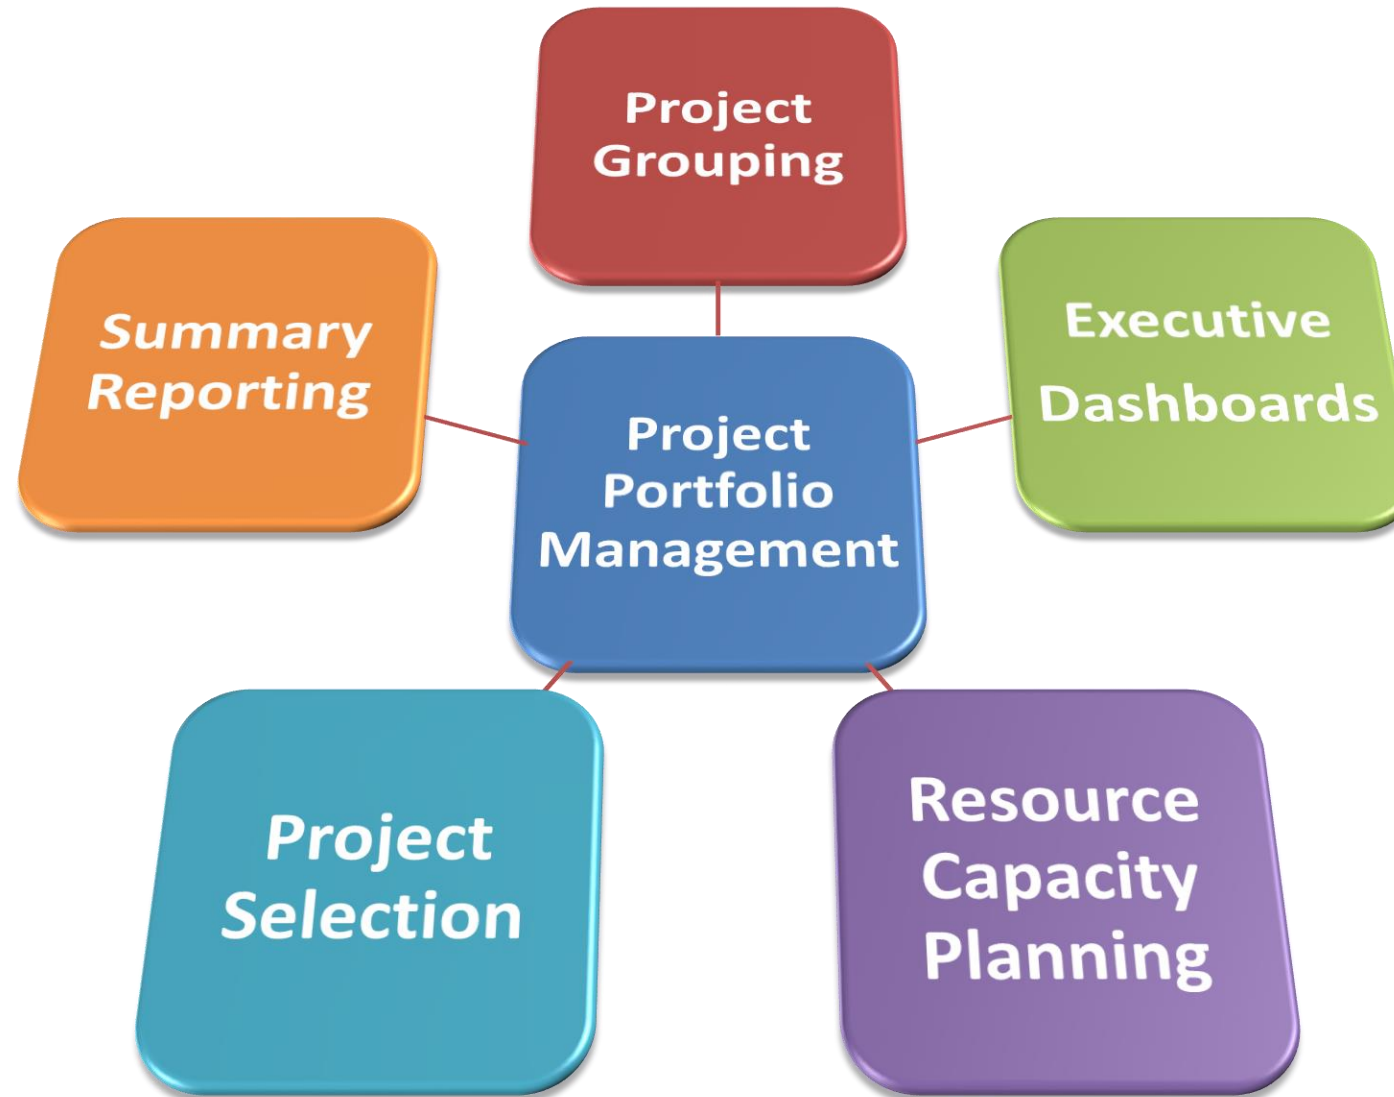 Project
Grouping
Summary
Reporting
Executive
Dashboards
Project
Portfolio
Management
Project
Selection
Resource
Capacity
Planning